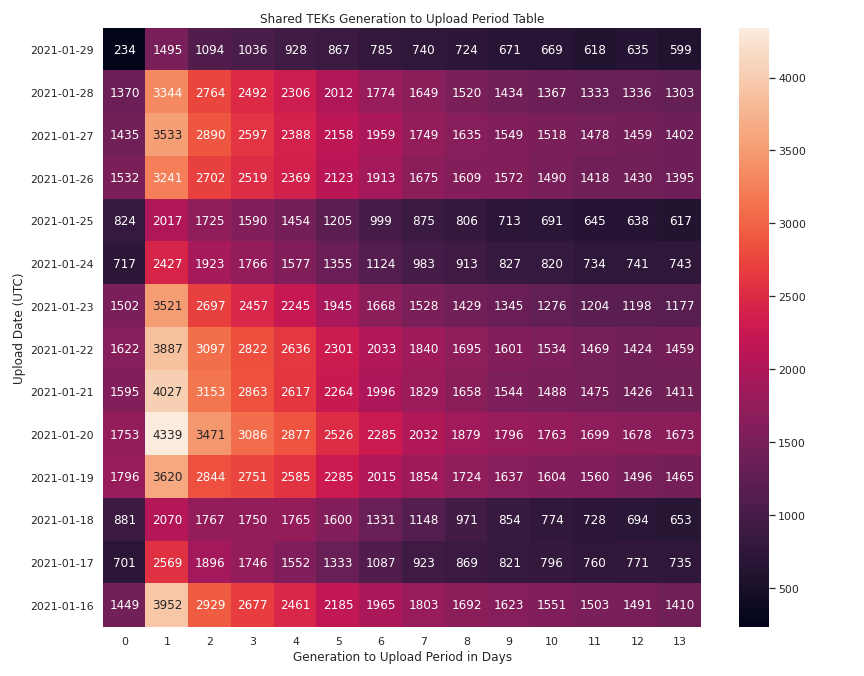 Shared TEKs Generation to Upload Period Table
2021-01-29 234 1495 1094 1036 928 867 785 740 724 671 669 618 635 599
2021-01-28 1370 3344 2764 2492 2306 2012 1774 1649 1520 1434 1367 1333 1336 1303
2021-01-27 1435 3533 2890 2597 2388 2158 1959 1749 1635 1549 1518 1478 1459 1402
2021-01-26 1532 3241 2702 2519 2369 2123 1913 1675 1609 1572 1490 1418 1430 1395
2021-01-25 824 2017 1725 1590 1454 1205 999 875 806 713 691 645 638 617
2021-01-24 717 2427 1923 1766 1577 1355 1124 983 913 827 820 734 741 743
2021-01-23 1502 3521 2697 2457 2245 1945 1668 1528 1429 1345 1276 1204 1198 1177
2021-01-22 1622 3887 3097 2822 2636 2301 2033 1840 1695 1601 1534 1469 1424 1459
2021-01-21 1595 4027 3153 2863 2617 2264 1996 1829 1658 1544 1488 1475 1426 1411
2021-01-20 1753 4339 3471 3086 2877 2526 2285 2032 1879 1796 1763 1699 1678 1673
2021-01-19 1796 3620 2844 2751 2585 2285 2015 1854 1724 1637 1604 1560 1496 1465
2021-01-18 881 2070 1767 1750 1765 1600 1331 1148 971 854 774 728 694 653
2021-01-17 701 2569 1896 1746 1552 1333 1087 923 869 821 796 760 771 735
2021-01-16 1449 3952 2929 2677 2461 2185 1965 1803 1692 1623 1551 1503 1491 1410
0 1 2 3 4 5 6 7 8 9 10 11 12 13
Generation to Upload Period in Days
Upload Date (UTC)
4000
3500
3000
2500
2000
1500
1000
500